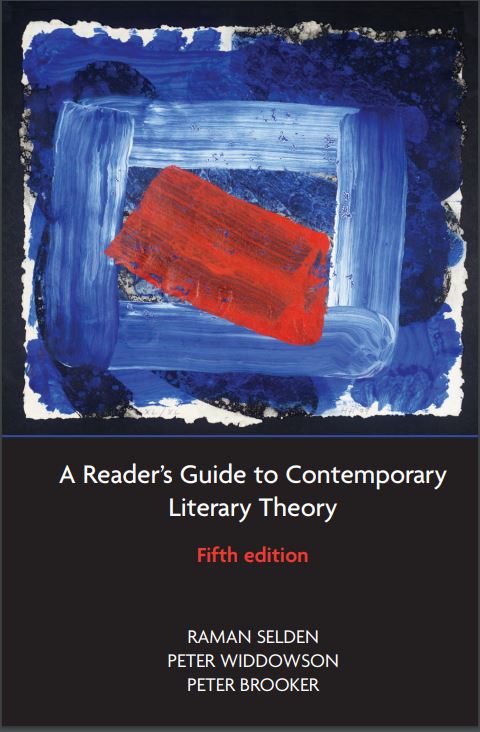 A Reader's Guide to Contemporary
Literary Theory
Fifth edition
RAMAN SELDEN
PETER WIDDOWSON
PETER BROOKER